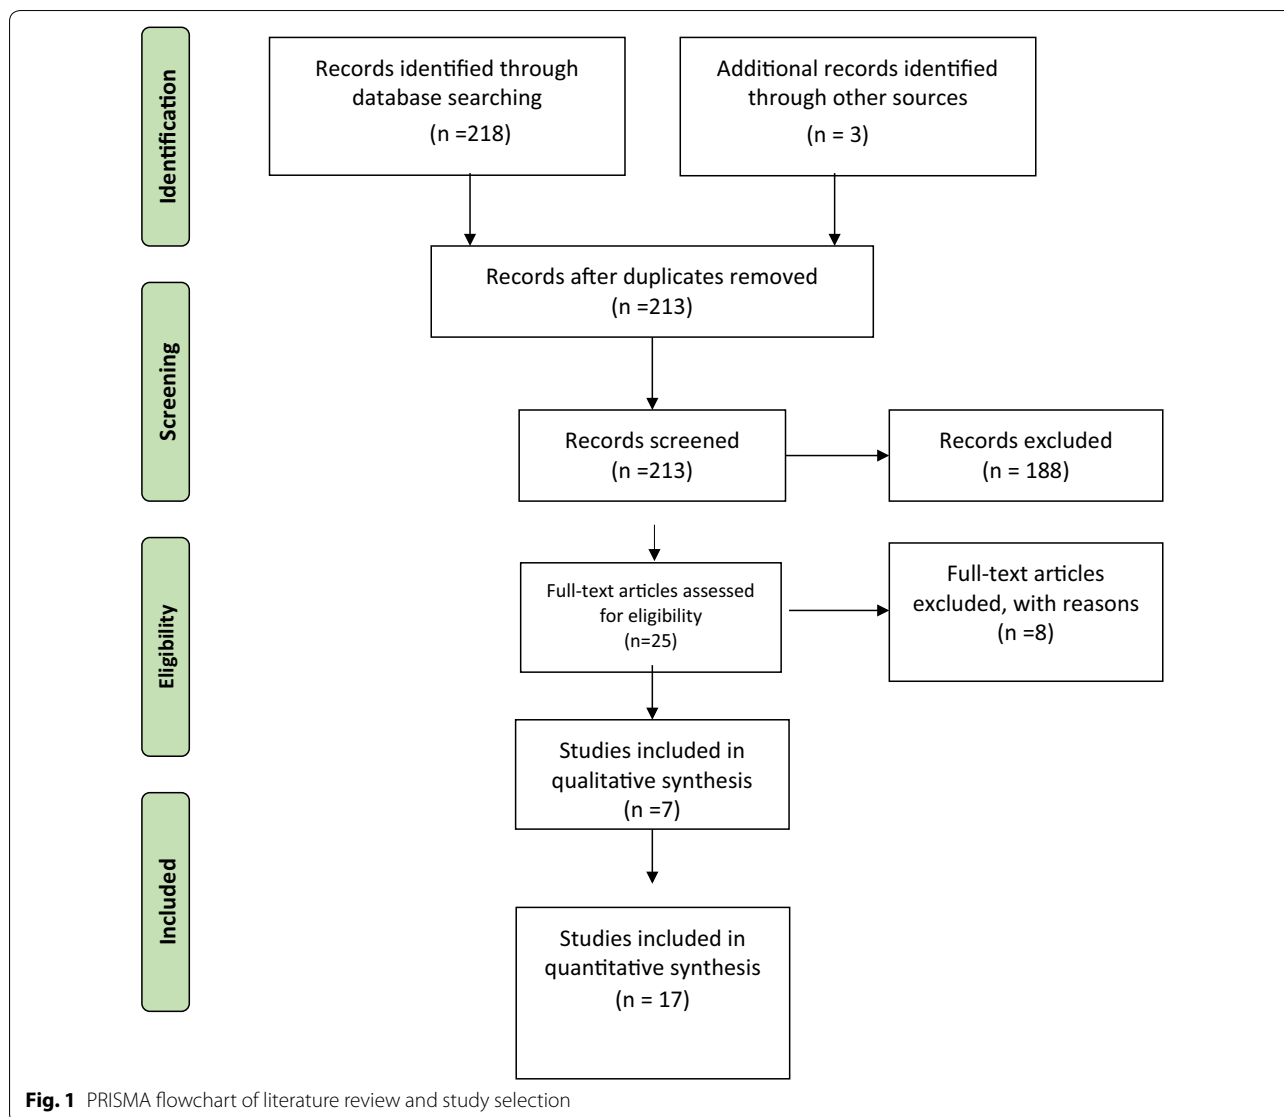 Identification
Records identified through
database searching
(n =218)
Additional records identified
through other sources
(n = 3)
Records after duplicates removed
(n =213)
Screening
Records screened
(n =213)
Records excluded
(n = 188)
Eligibility
Full-text articles assessed
for eligibility
(n=25)
Full-text articles
excluded, with reasons
(n =8)
Studies included in
qualitative synthesis
(n =7)
Included
Studies included in
quantitative synthesis
(n = 17)
Fig. 1 PRISMA flowchart of literature review and study selection